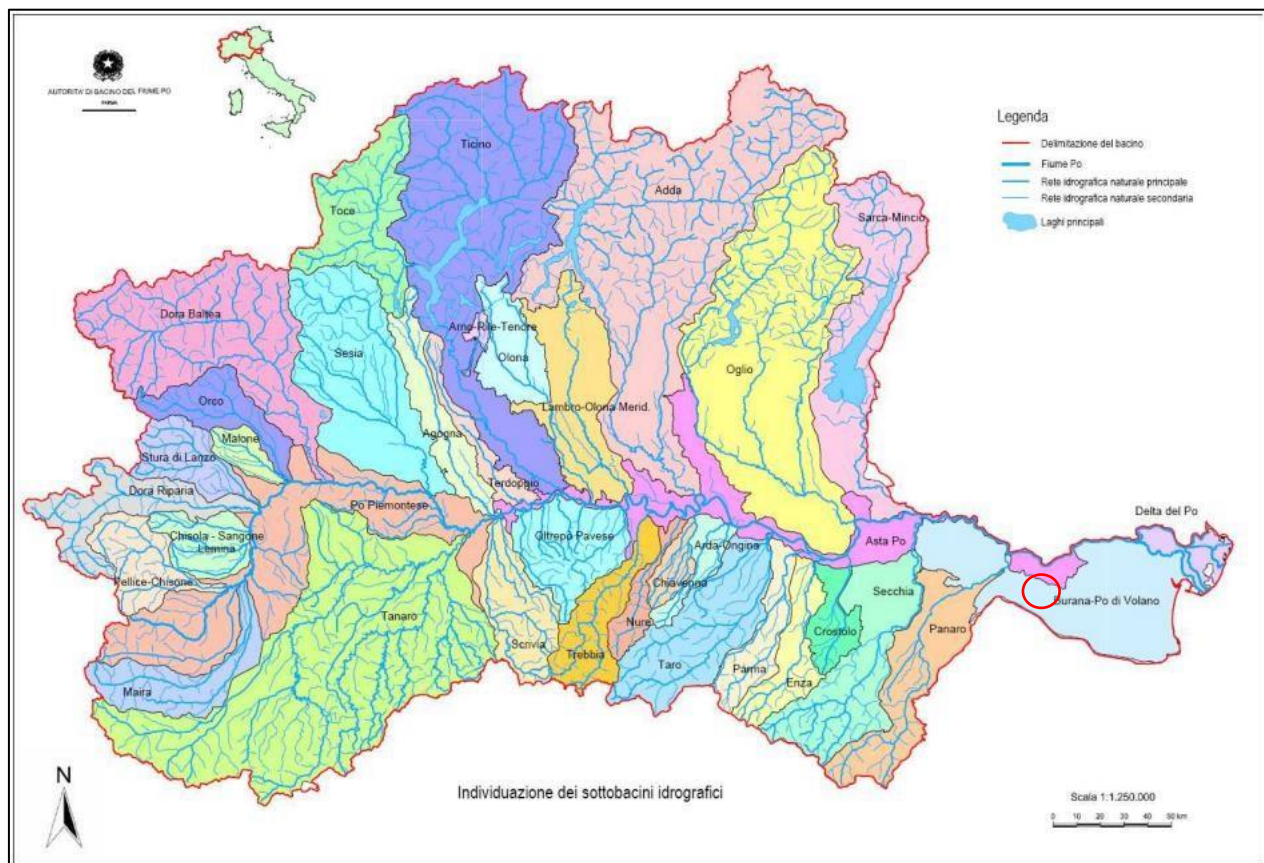 AUTORITA' DI BACINO DEL FIUME PO
PARMA
Legenda
Delimitazione del bacino
Fiume Po
Rete idrografica naturale principale
Rete idrografica naturale secondaria
Laghi principali
Ticino
Adda
Toce
Sarca-Mincio
Dora Baltea
Arno-Rile-Tenore
Sesia
Olona
Oglio
Orco
Lambro-Olona Merid.
Malone
Agogna
Stura di Lanzo
Terdoppio
Dora Riparia
Po Piemontese
Delta del Po
Chisola - Sangone
Lemina
Oltrepò Pavese
Arda-Ongina
Asta Po
Pellice-Chisone
Chiavenna
Secchia
Burana-Po di Volano
Tanaro
Nure
Crostolo
Panaro
Scrivia
Trebbia
Taro
Parma
Enza
Maira
N
Individuazione dei sottobacini idrografici
Scala 1:1.250.000
0 10 20 30 40 50 km